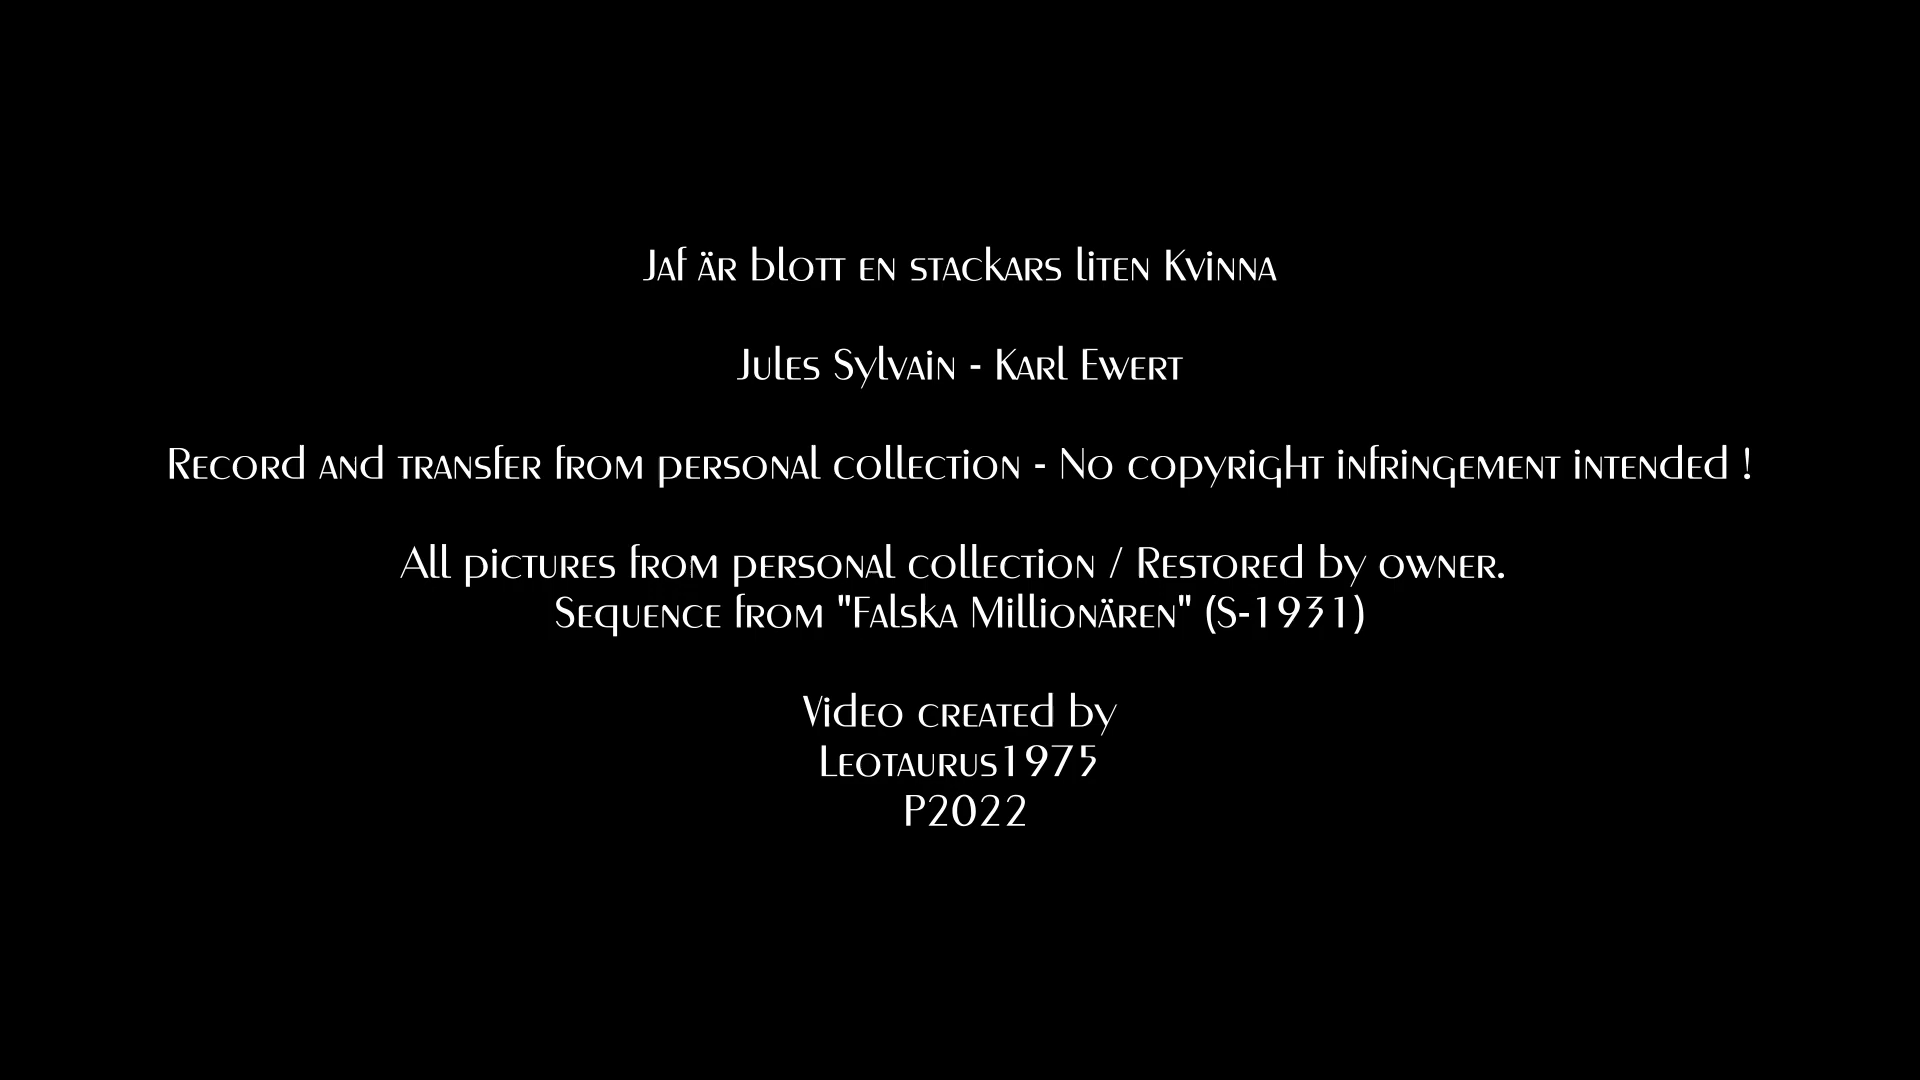 Jaf är blott en stackars liten Kvinna
Jules Sylvain - Karl Ewert
Record and transfer from personal collection - No copyright infringement intended !
All pictures from personal collection / Restored by owner.
Sequence from "Falska Millionären" (S-1931)
Video created by
Leotaurus1975
P2022